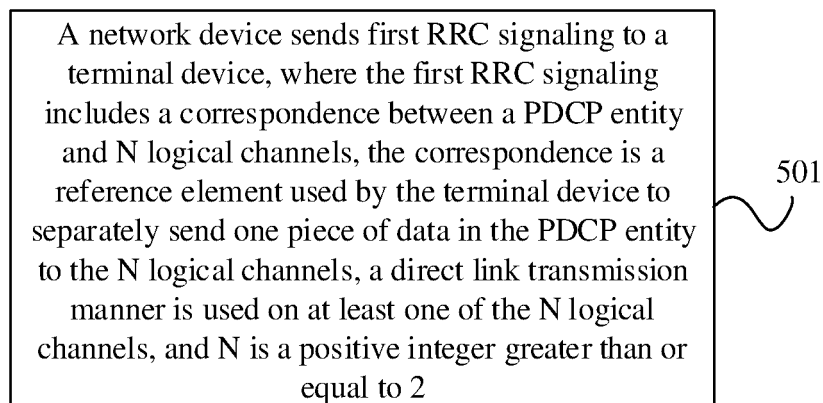 A network device sends first RRC signaling to a
terminal device, where the first RRC signaling
includes a correspondence between a PDCP entity
and N logical channels, the correspondence is a
reference element used by the terminal device to
separately send one piece of data in the PDCP entity
to the N logical channels, a direct link transmission
manner is used on at least one of the N logical
channels, and N is a positive integer greater than or
equal to 2
501